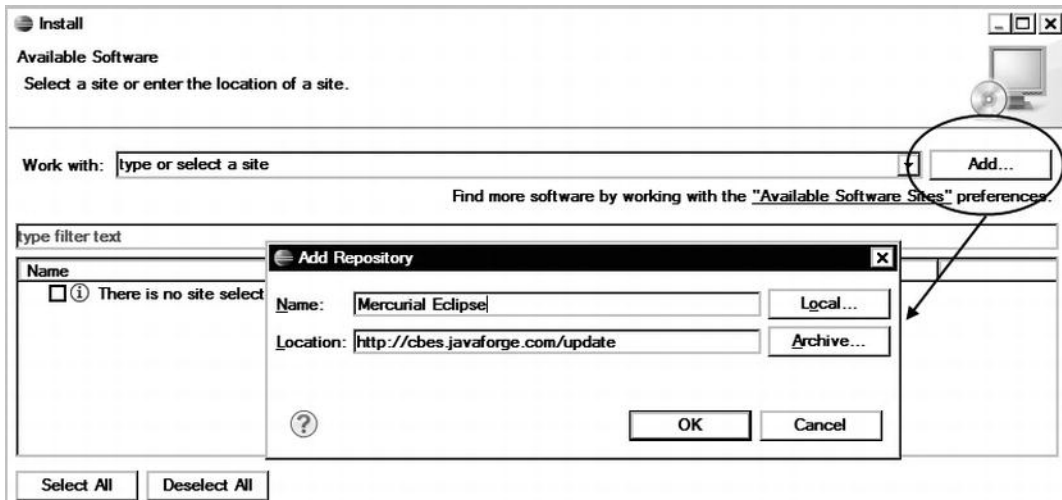 Install
Available Software
Select a site or enter the location of a site.
Work with: type or select a site Add...
Find more software by working with the "Available Software Sites" preferences.
type filter text
Name
There is no site select
Add Repository
Name: Mercurial Eclipse Local...
Location: http://cbes.javaforge.com/update Archive...
OK Cancel
Select All Deselect All